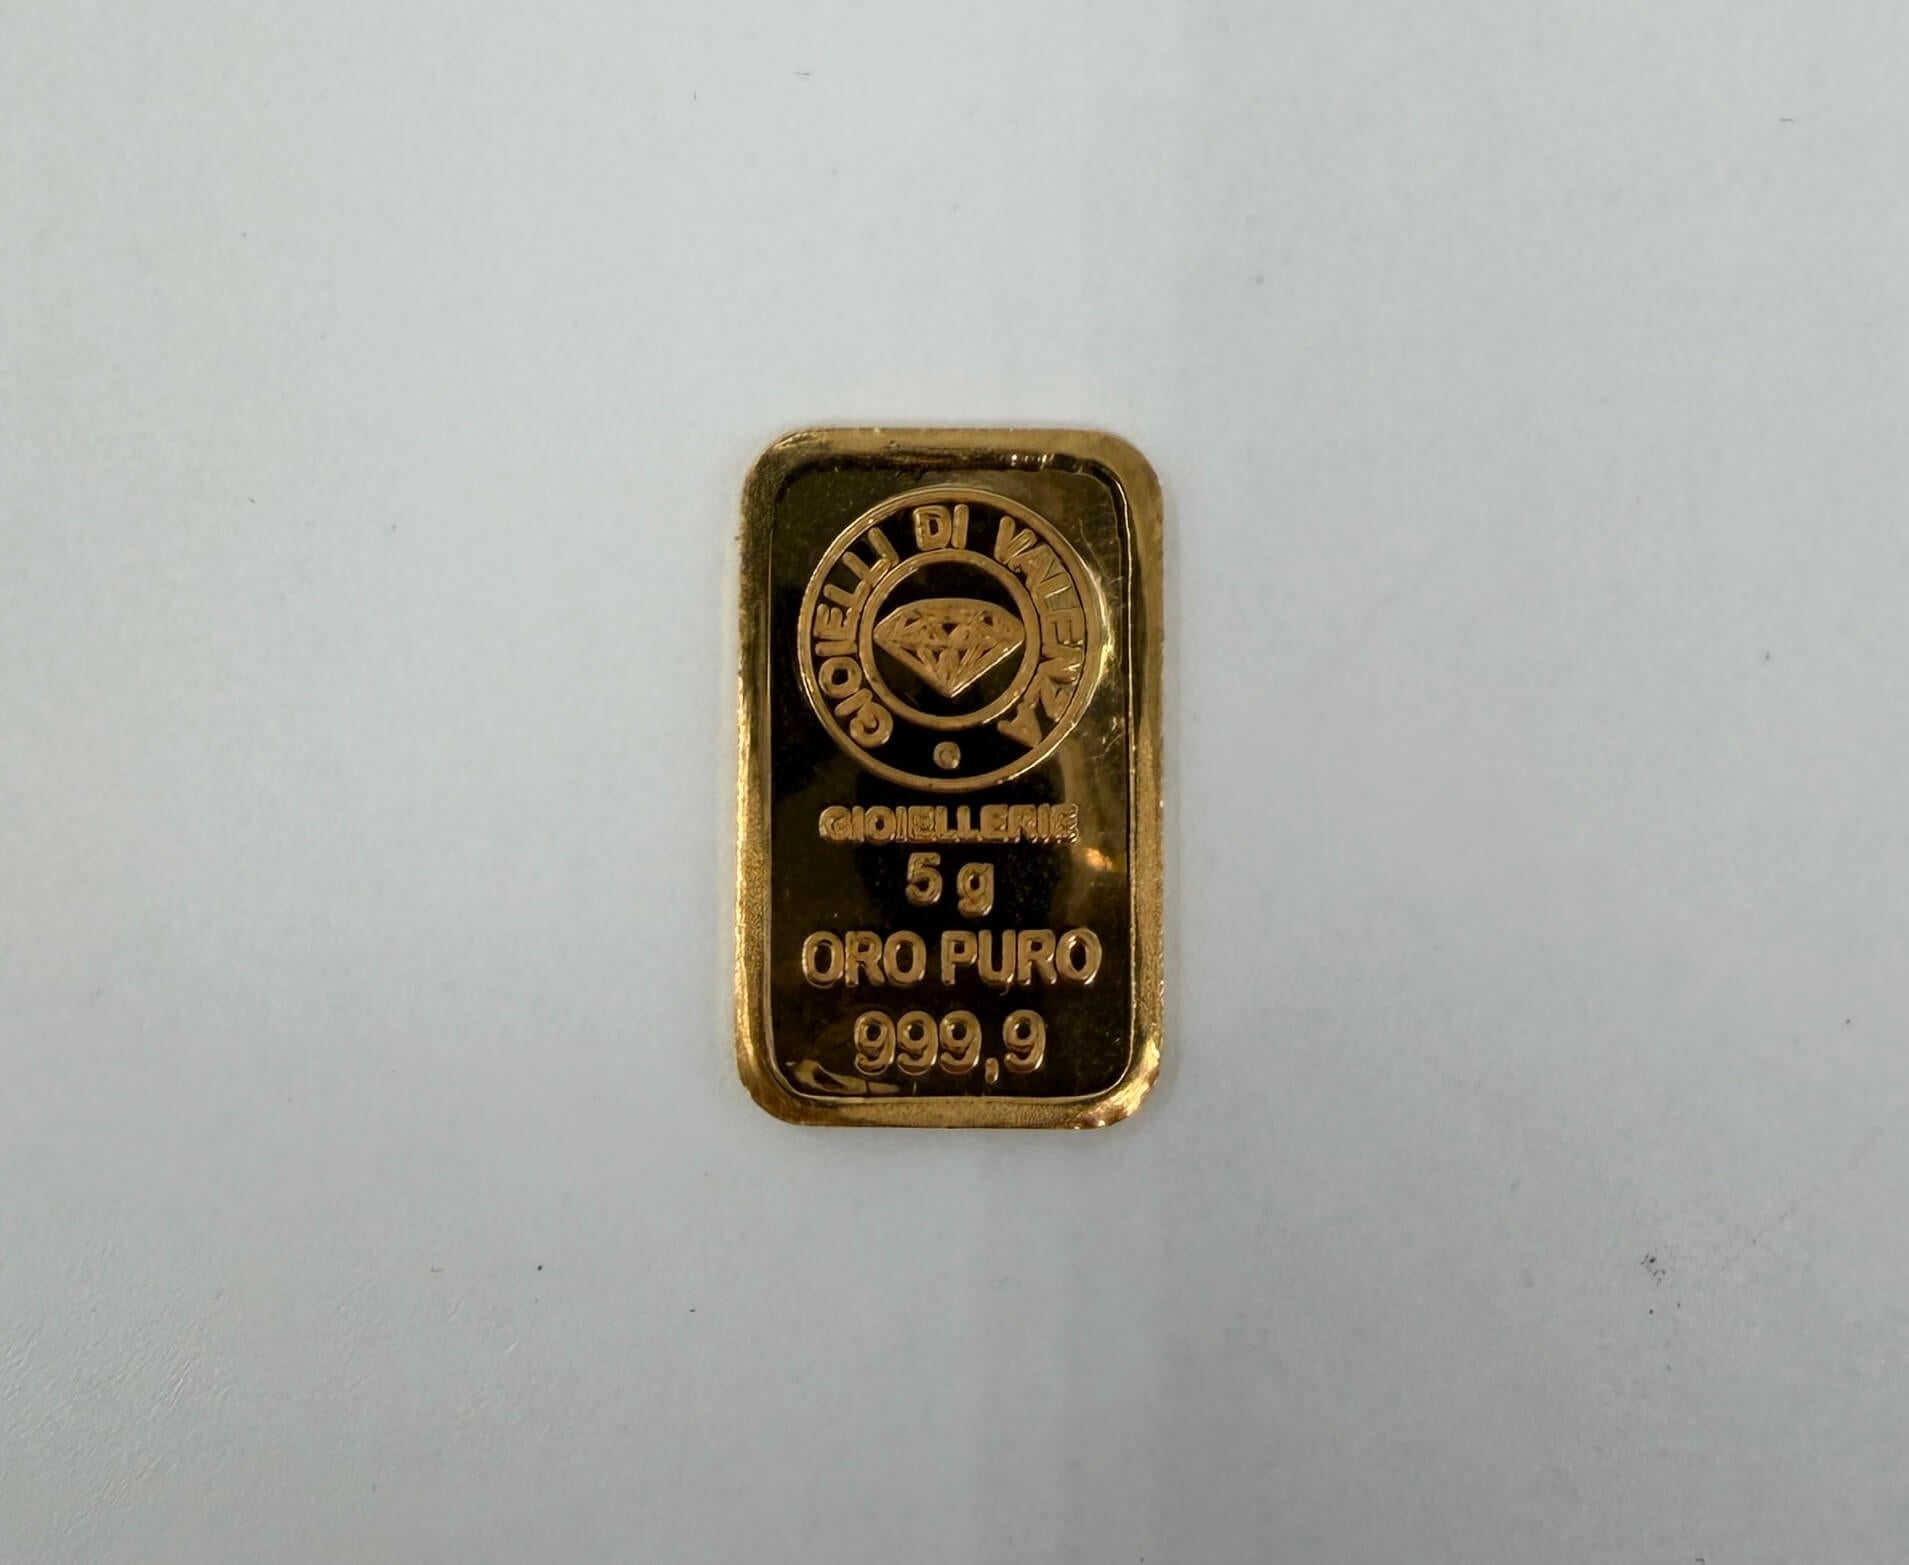 GIOIELLI DI VALENZA
G
GIOIELLERIE
5 g
ORO PURO
999,9